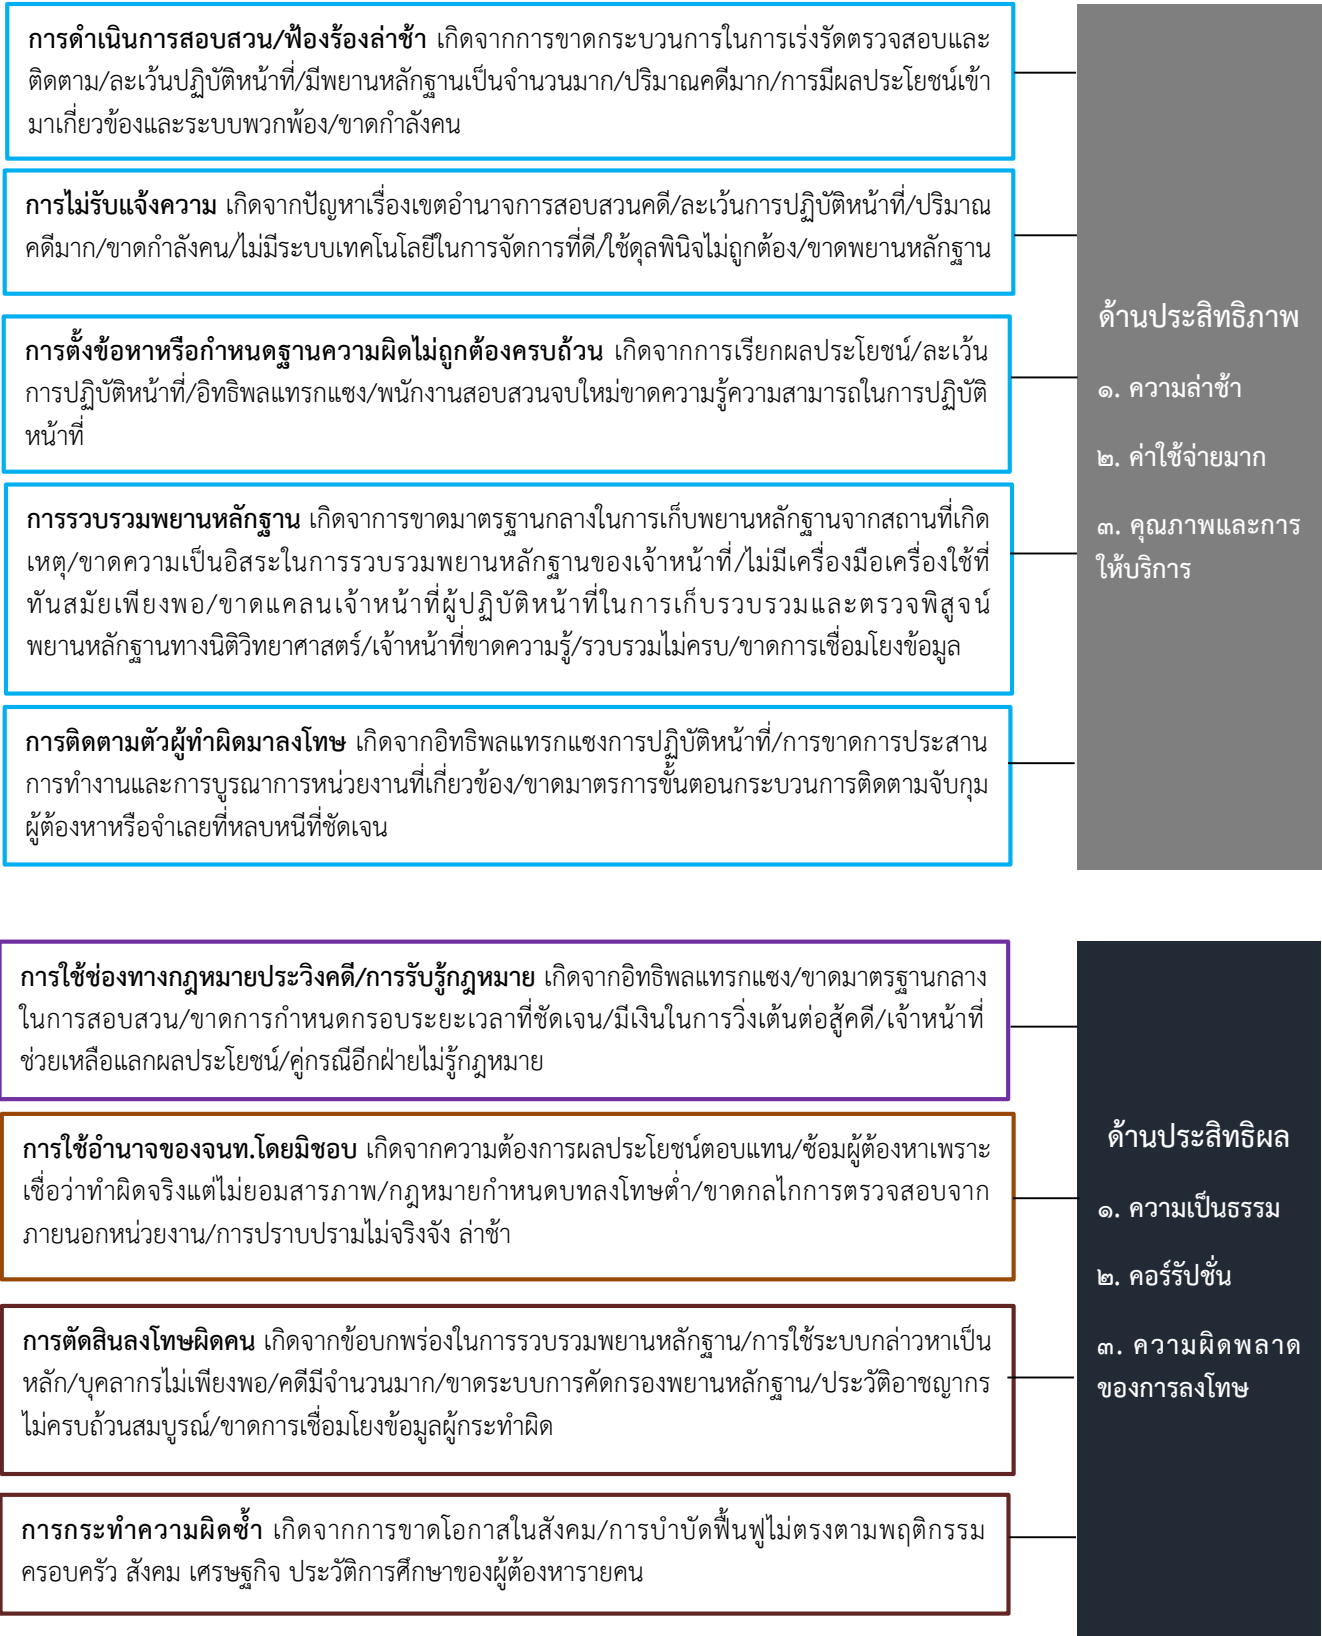 การดำเนินการสอบสวน/ฟ้องร้องล่าช้า เกิดจากการขาดกระบวนการในการเร่งรัดตรวจสอบและ
ติดตาม/ละเว้นปฏิบัติหน้าที่/มีพยานหลักฐานเป็นจำนวนมาก/ปริมาณคดีมาก/การมีผลประโยชน์เข้า
มาเกี่ยวข้องและระบบพวกพ้อง/ขาดกำลังคน
การไม่รับแจ้งความ เกิดจากปัญหาเรื่องเขตอำนาจการสอบสวนคดี/ละเว้นการปฏิบัติหน้าที่/ปริมาณ
คดีมาก/ขาดกำลังคน/ไม่มีระบบเทคโนโลยีในการจัดการที่ดี/ใช้ดุลพินิจไม่ถูกต้อง/ขาดพยานหลักฐาน
การตั้งข้อหาหรือกำหนดฐานความผิดไม่ถูกต้องครบถ้วน เกิดจากการเรียกผลประโยชน์/ละเว้น
การปฏิบัติหน้าที่/อิทธิพลแทรกแซง/พนักงานสอบสวนจบใหม่ขาดความรู้ความสามารถในการปฏิบัติ
หน้าที่
การรวบรวมพยานหลักฐาน เกิดจาการขาดมาตรฐานกลางในการเก็บพยานหลักฐานจากสถานที่เกิด
เหตุ/ขาดความเป็นอิสระในการรวบรวมพยานหลักฐานของเจ้าหน้าที่/ไม่มีเครื่องมือเครื่องใช้ที่
ทันสมัยเพียงพอ/ขาดแคลนเจ้าหน้าที่ผู้ปฏิบัติหน้าที่ในการเก็บรวบรวมและตรวจพิสูจน์
พยานหลักฐานทางนิติวิทยาศาสตร์/เจ้าหน้าที่ขาดความรู้/รวบรวมไม่ครบ/ขาดการเชื่อมโยงข้อมูล
การติดตามตัวผู้ทำผิดมาลงโทษ เกิดจากอิทธิพลแทรกแซงการปฏิบัติหน้าที่/การขาดการประสาน
การทำงานและการบูรณาการหน่วยงานที่เกี่ยวข้อง/ขาดมาตรการขั้นตอนกระบวนการติดตามจับกุม
ผู้ต้องหาหรือจำเลยที่หลบหนีที่ชัดเจน
ด้านประสิทธิภาพ
๑. ความล่าช้า
๒. ค่าใช้จ่ายมาก
๓. คุณภาพและการ
ให้บริการ
การใช้ช่องทางกฎหมายประวิงคดี/การรับรู้กฎหมาย เกิดจากอิทธิพลแทรกแซง/ขาดมาตรฐานกลาง
ในการสอบสวน/ขาดการกำหนดกรอบระยะเวลาที่ชัดเจน/มีเงินในการวิ่งเต้นต่อสู้คดี/เจ้าหน้าที่
ช่วยเหลือแลกผลประโยชน์/คู่กรณีอีกฝ่ายไม่รู้กฎหมาย
การใช้อำนาจของจนท.โดยมิชอบ เกิดจากความต้องการผลประโยชน์ตอบแทน/ซ้อมผู้ต้องหาเพราะ
เชื่อว่าทำผิดจริงแต่ไม่ยอมสารภาพ/กฎหมายกำหนดบทลงโทษต่ำ/ขาดกลไกการตรวจสอบจาก
ภายนอกหน่วยงาน/การปราบปรามไม่จริงจัง ล่าช้า
การตัดสินลงโทษผิดคน เกิดจากข้อบกพร่องในการรวบรวมพยานหลักฐาน/การใช้ระบบกล่าวหาเป็น
หลัก/บุคลากรไม่เพียงพอ/คดีมีจำนวนมาก/ขาดระบบการคัดกรองพยานหลักฐาน/ประวัติอาชญากร
ไม่ครบถ้วนสมบูรณ์/ขาดการเชื่อมโยงข้อมูลผู้กระทำผิด
การกระทำความผิดซ้ำ เกิดจากการขาดโอกาสในสังคม/การบำบัดฟื้นฟูไม่ตรงตามพฤติกรรม
ครอบครัว สังคม เศรษฐกิจ ประวัติการศึกษาของผู้ต้องหารายคน
ด้านประสิทธิผล
๑. ความเป็นธรรม
๒. คอร์รัปชั่น
๓. ความผิดพลาด
ของการลงโทษ